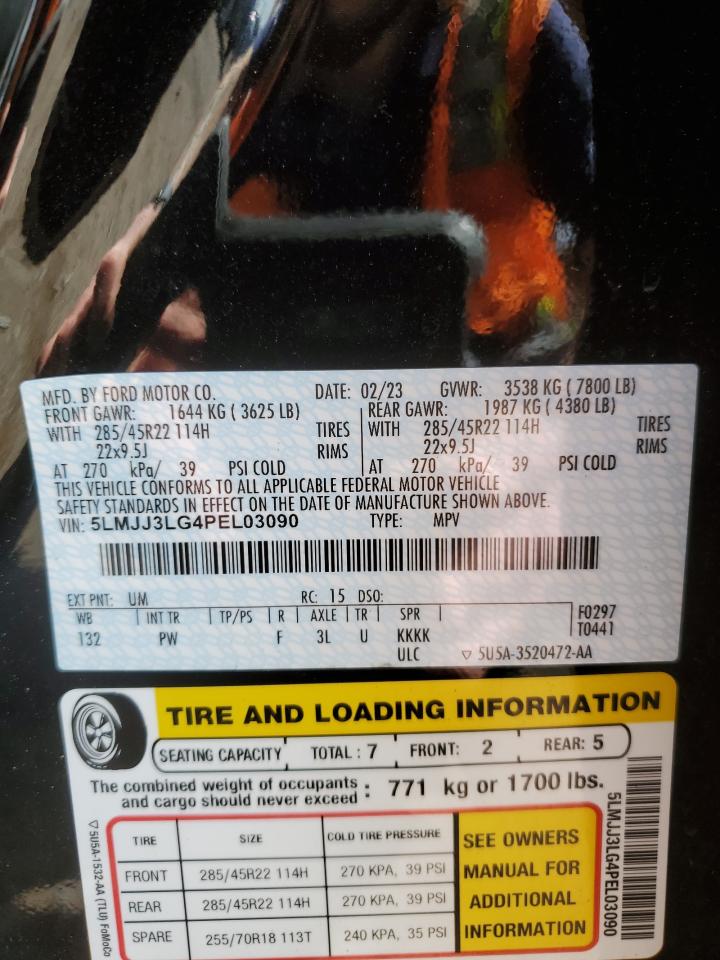 MFD. BY FORD MOTOR CO. DATE: 02/23 GVWR: 3538 KG ( 7800 LB)
FRONT GAWR: 1644 KG ( 3625 LB) REAR GAWR: 1987 KG ( 4380 LB)
WITH 285/45R22 114H TIRES WITH 285/45R22 114H TIRES
22x9.5J RIMS 22x9.5J RIMS
AT 270 kPa/ 39 PSI COLD AT 270 kPa/ 39 PSI COLD
THIS VEHICLE CONFORMS TO ALL APPLICABLE FEDERAL MOTOR VEHICLE
SAFETY STANDARDS IN EFFECT ON THE DATE OF MANUFACTURE SHOWN ABOVE.
VIN: 5LMJJ3LG4PEL03090 TYPE: MPV
EXT PNT: UM RC: 15 DSO:
WB INT TR TP/PS R AXLE TR SPR F0297
132 PW F 3L U KKKK T0441
ULC ▽ 5U5A-3520472-AA
TIRE AND LOADING INFORMATION
SEATING CAPACITY TOTAL : 7 FRONT: 2 REAR: 5
The combined weight of occupants
and cargo should never exceed : 771 kg or 1700 lbs.
TIRE SIZE COLD TIRE PRESSURE
FRONT 285/45R22 114H 270 KPA, 39 PSI
REAR 285/45R22 114H 270 KPA, 39 PSI
SPARE 255/70R18 113T 240 KPA, 35 PSI
SEE OWNERS
MANUAL FOR
ADDITIONAL
INFORMATION
▽ 5U5A-1532-AA (TLU) FoMoCo
5LMJJ3LG4PEL03090